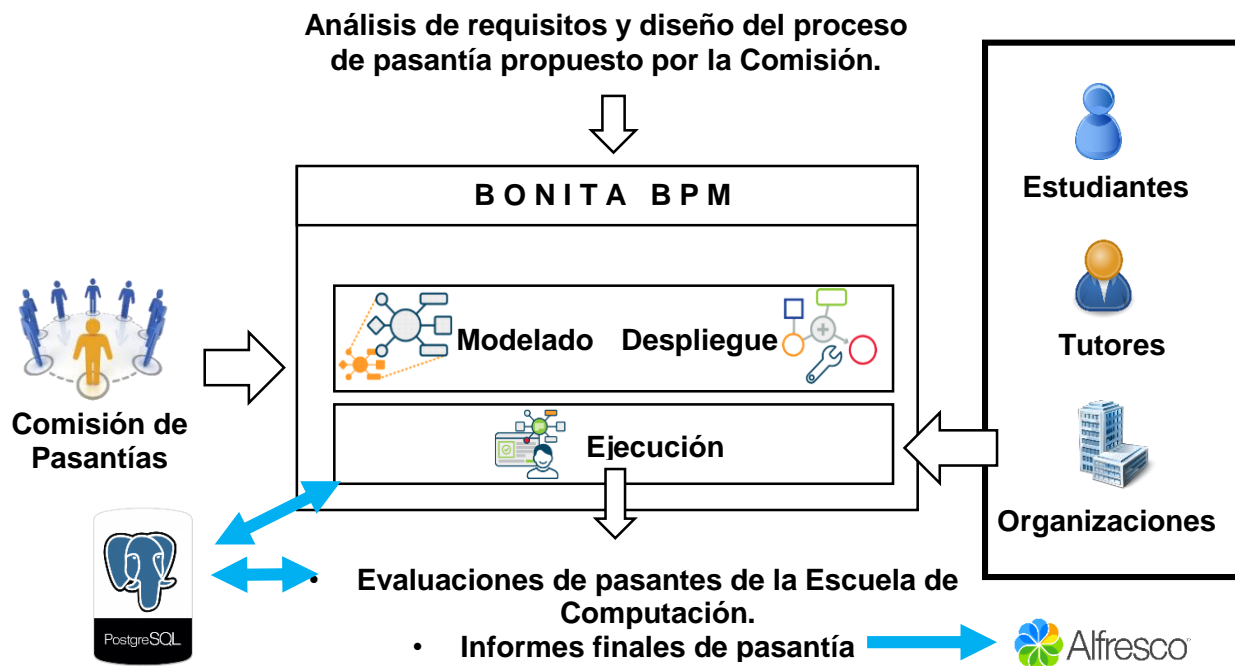 Análisis de requisitos y diseño del proceso
de pasantía propuesto por la Comisión.
BONITA BPM
Modelado Despliegue
Ejecución
Comisión de
Pasantías
Estudiantes
Tutores
Organizaciones
PostgreSQL
• Evaluaciones de pasantes de la Escuela de
Computación.
• Informes finales de pasantía
Alfresco